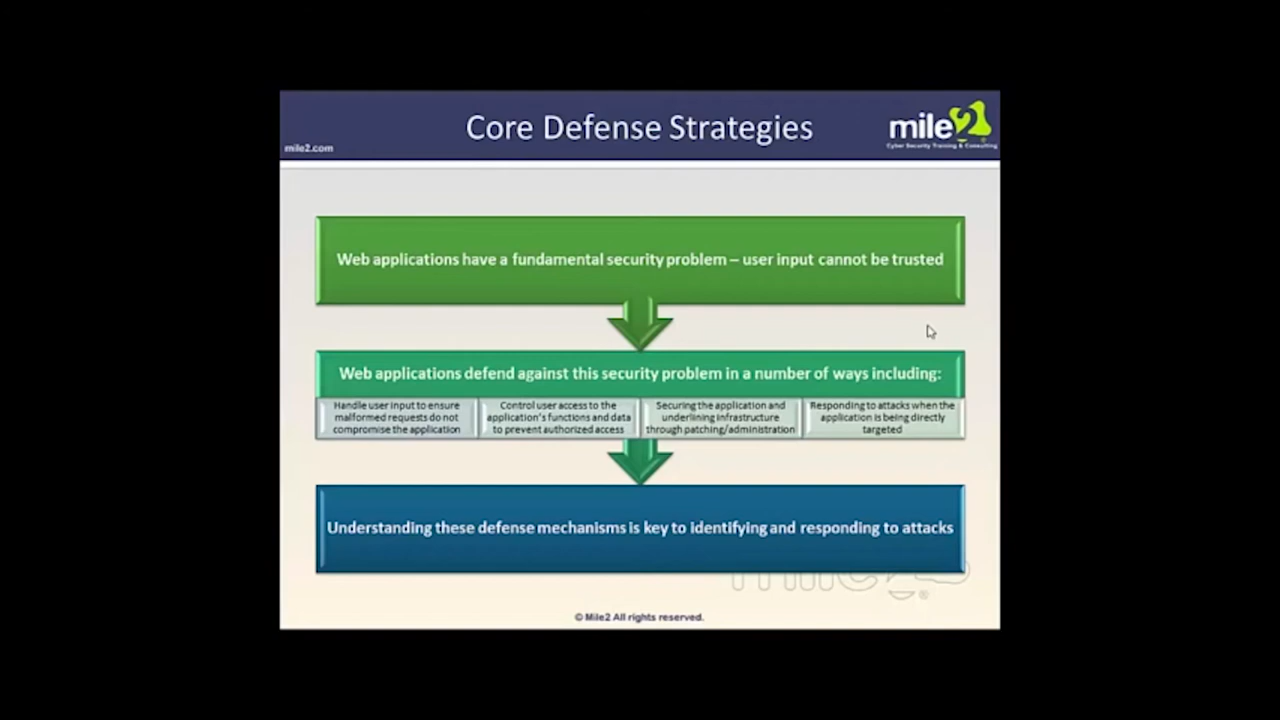 Core Defense Strategies
mile2
Cyber Security Training & Consulting
mile2.com
Web applications have a fundamental security problem – user input cannot be trusted
Web applications defend against this security problem in a number of ways including:
Handle user input to ensure
malformed requests do not
compromise the application
Control user access to the
application's functions and data
to prevent authorized access
Securing the application and
underlining infrastructure
through patching/administration
Responding to attacks when the
application is being directly
targeted
Understanding these defense mechanisms is key to identifying and responding to attacks
mile2
®
© Mile2 All rights reserved.